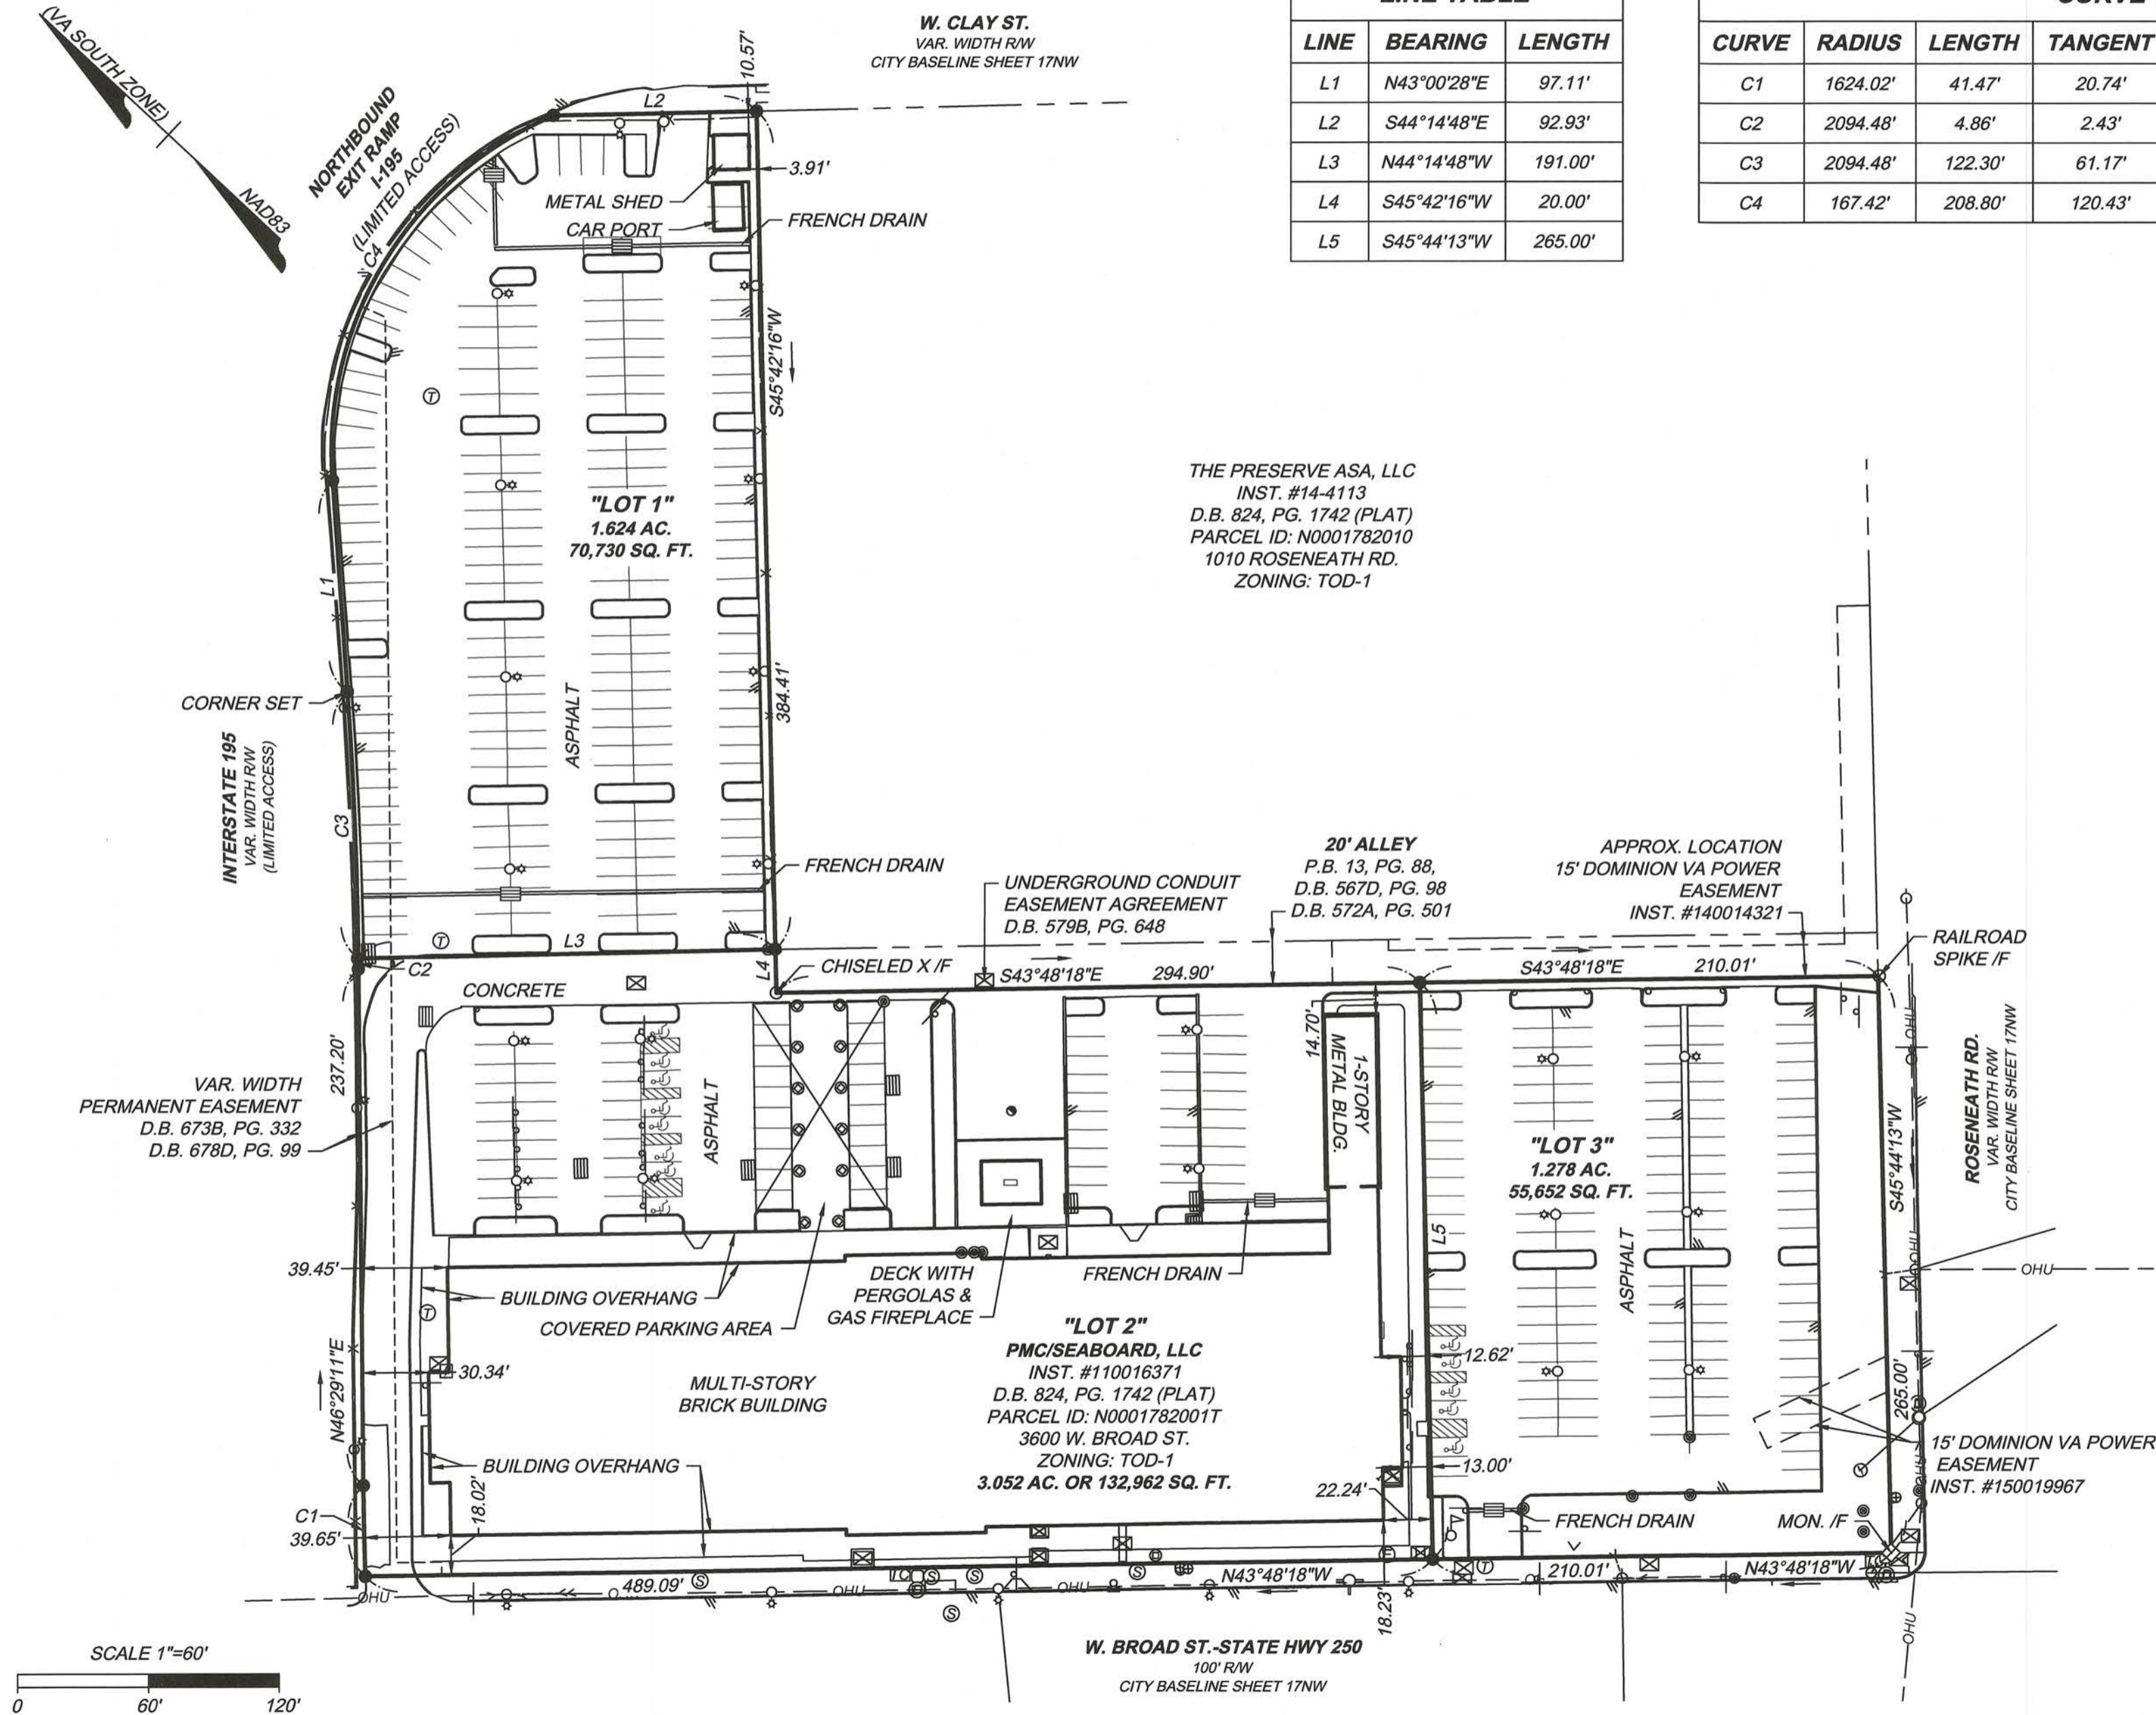 (VA SOUTH ZONE)
NAD83
W. CLAY ST.
VAR. WIDTH R/W
CITY BASELINE SHEET 17NW
10.57'
LINE TABLE
LINE BEARING LENGTH
L1 N43°00'28"E 97.11'
L2 S44°14'48"E 92.93'
L3 N44°14'48"W 191.00'
L4 S45°42'16"W 20.00'
L5 S45°44'13"W 265.00'
CURVE
CURVE RADIUS LENGTH TANGENT
C1 1624.02' 41.47' 20.74'
C2 2094.48' 4.86' 2.43'
C3 2094.48' 122.30' 61.17'
C4 167.42' 208.80' 120.43'
NORTHBOUND
EXIT RAMP
I-195
(LIMITED ACCESS)
C4
L2
3.91'
METAL SHED
CAR PORT
FRENCH DRAIN
S45°42'16"W
384.41'
T
"LOT 1"
1.624 AC.
70,730 SQ. FT.
L1
ASPHALT
CORNER SET
INTERSTATE 195
VAR. WIDTH R/W
(LIMITED ACCESS)
C3
THE PRESERVE ASA, LLC
INST. #14-4113
D.B. 824, PG. 1742 (PLAT)
PARCEL ID: N0001782010
1010 ROSENEATH RD.
ZONING: TOD-1
FRENCH DRAIN
UNDERGROUND CONDUIT
EASEMENT AGREEMENT
D.B. 579B, PG. 648
20' ALLEY
P.B. 13, PG. 88,
D.B. 567D, PG. 98
D.B. 572A, PG. 501
APPROX. LOCATION
15' DOMINION VA POWER
EASEMENT
INST. #140014321
RAILROAD
SPIKE /F
T
L3
C2
L4
CHISELED X /F
S43°48'18"E 294.90'
S43°48'18"E 210.01'
CONCRETE
237.20'
VAR. WIDTH
PERMANENT EASEMENT
D.B. 673B, PG. 332
D.B. 678D, PG. 99
ASPHALT
14.70'
1-STORY
METAL BLDG.
"LOT 3"
1.278 AC.
55,652 SQ. FT.
ASPHALT
L5
S45°44'13"W
265.00'
OHU
OHU
OHU
OHU
OHU
ROSENEATH RD.
VAR. WIDTH R/W
CITY BASELINE SHEET 17NW
39.45'
T
BUILDING OVERHANG
COVERED PARKING AREA
DECK WITH
PERGOLAS &
GAS FIREPLACE
FRENCH DRAIN
30.34'
N46°29'11"E
MULTI-STORY
BRICK BUILDING
"LOT 2"
PMC/SEABOARD, LLC
INST. #110016371
D.B. 824, PG. 1742 (PLAT)
PARCEL ID: N0001782001T
3600 W. BROAD ST.
ZONING: TOD-1
3.052 AC. OR 132,962 SQ. FT.
12.62'
13.00'
22.24'
BUILDING OVERHANG
18.02'
C1
39.65'
FRENCH DRAIN
MON. /F
15' DOMINION VA POWER
EASEMENT
INST. #150019967
489.09'
S
TC
S
S
S
S
T
OHU
OHU
OHU
N43°48'18"W
210.01'
N43°48'18"W
18.23'
W. BROAD ST.-STATE HWY 250
100' R/W
CITY BASELINE SHEET 17NW
SCALE 1"=60'
0 60' 120'